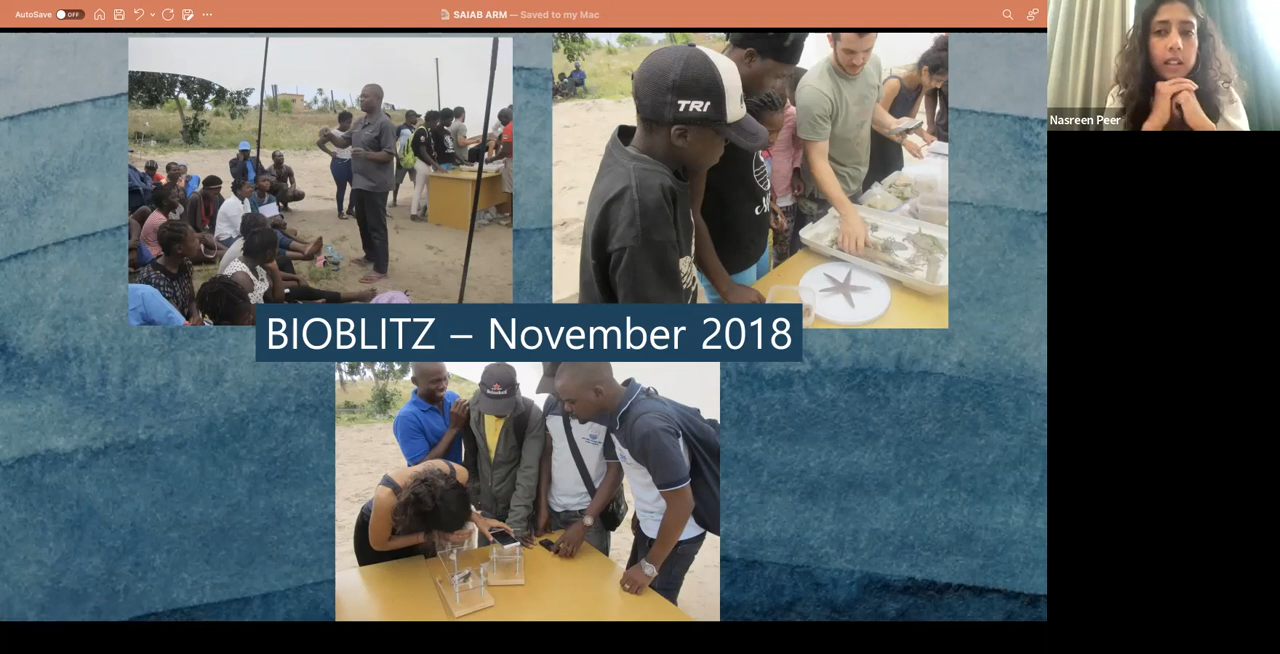 AutoSave OFF
SAIAB ARM — Saved to my Mac
Nasreen Peer
TRI
BIOBLITZ – November 2018